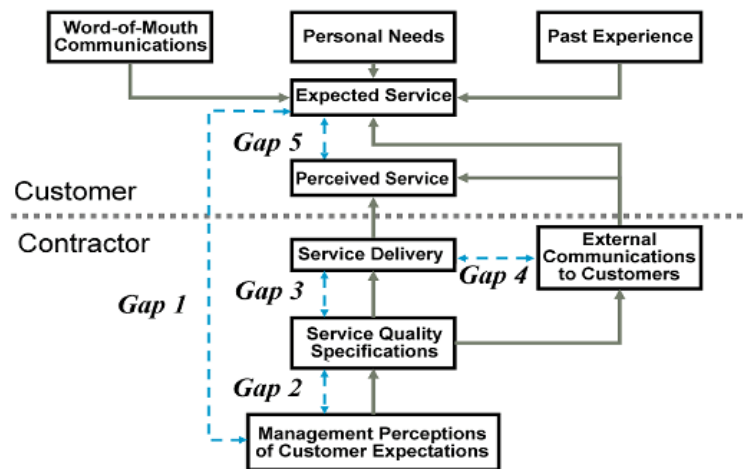 Word-of-Mouth
Communications
Personal Needs
Past Experience
Expected Service
Gap 5
Perceived Service
Customer
Contractor
Service Delivery
External
Communications
to Customers
Gap 4
Gap 1
Gap 3
Service Quality
Specifications
Gap 2
Management Perceptions
of Customer Expectations